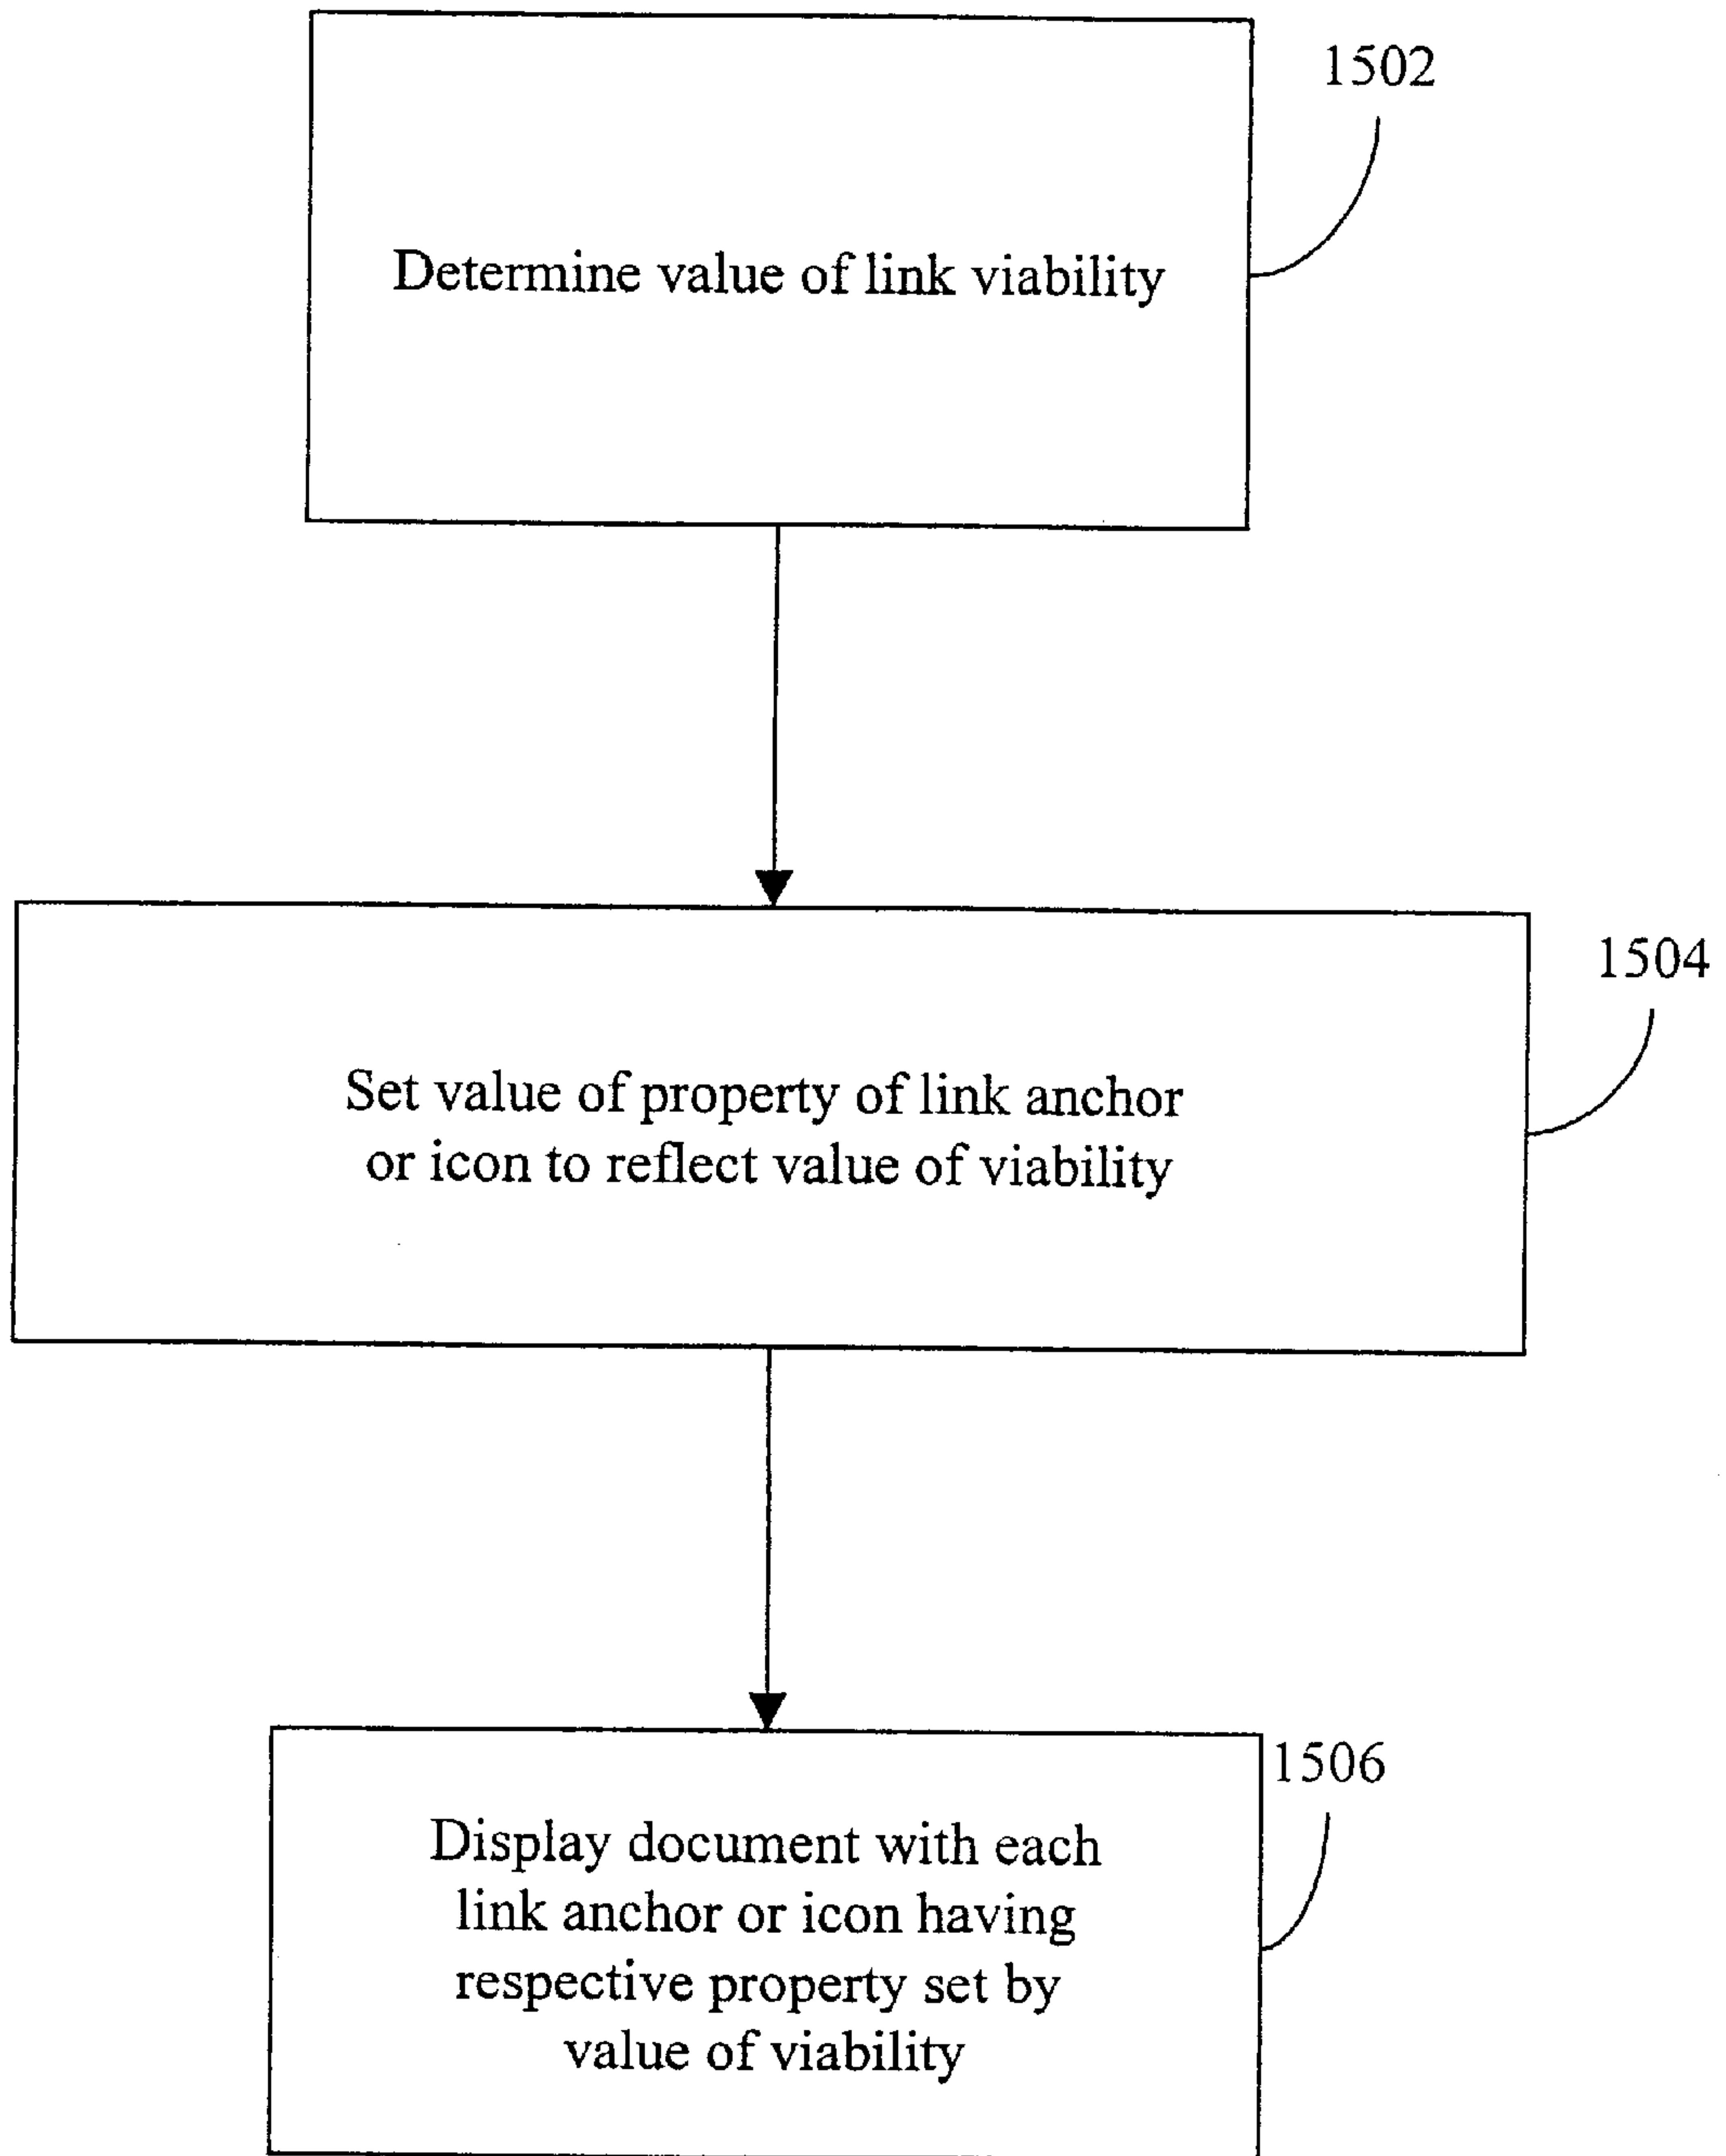 1502
Determine value of link viability
1504
Set value of property of link anchor
or icon to reflect value of viability
1506
Display document with each
link anchor or icon having
respective property set by
value of viability